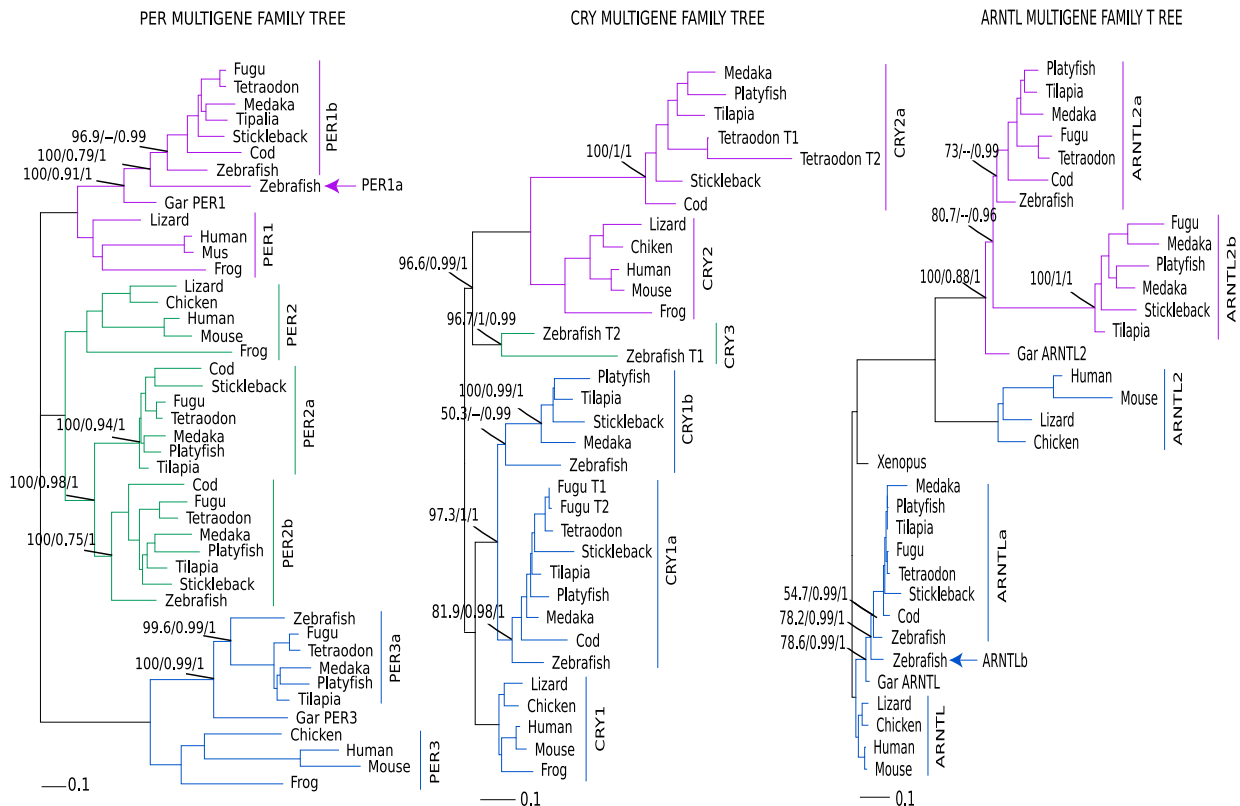 PER MULTIGENE FAMILY TREE
Fugu
Tetraodon
Medaka
Tipalia
Stickleback
Cod
Zebrafish
PER1b
Zebrafish
PER1a
Gar PER1
96.9/--/0.99
100/0.79/1
100/0.91/1
Lizard
Human
Mus
Frog
PER1
Lizard
Chicken
Human
Mouse
Frog
PER2
Cod
Stickleback
Fugu
Tetraodon
Medaka
Platyfish
Tilapia
PER2a
100/0.94/1
100/0.98/1
Cod
Fugu
Tetraodon
Medaka
Platyfish
Tilapia
Stickleback
Zebrafish
PER2b
100/0.75/1
Zebrafish
Fugu
Tetraodon
Medaka
Platyfish
Tilapia
PER3a
99.6/0.99/1
100/0.99/1
Gar PER3
Chicken
Human
Mouse
Frog
PER3
0.1
CRY MULTIGENE FAMILY TREE
Medaka
Platyfish
Tilapia
Tetraodon T1
Tetraodon T2
Stickleback
Cod
CRY2a
100/1/1
Lizard
Chiken
Human
Mouse
Frog
CRY2
96.6/0.99/1
96.7/1/0.99
Zebrafish T2
Zebrafish T1
CRY3
Platyfish
Tilapia
Stickleback
Medaka
Zebrafish
CRY1b
100/0.99/1
50.3/--/0.99
Fugu T1
Fugu T2
Tetraodon
Stickleback
Tilapia
Platyfish
Medaka
Cod
Zebrafish
CRY1a
97.3/1/1
81.9/0.98/1
Lizard
Chicken
Human
Mouse
Frog
CRY1
0.1
ARNTL MULTIGENE FAMILY T REE
Platyfish
Tilapia
Medaka
Fugu
Tetraodon
Cod
Zebrafish
ARNTL2a
73/--/0.99
80.7/--/0.96
100/0.88/1
Fugu
Medaka
Platyfish
Medaka
Stickleback
Tilapia
ARNTL2b
100/1/1
Gar ARNTL2
Human
Mouse
Lizard
Chicken
ARNTL2
Xenopus
Medaka
Platyfish
Tilapia
Fugu
Tetraodon
Stickleback
Cod
Zebrafish
ARNTLa
54.7/0.99/1
78.2/0.99/1
78.6/0.99/1
Zebrafish
ARNTLb
Gar ARNTL
Lizard
Chicken
Human
Mouse
ARNTL
0.1